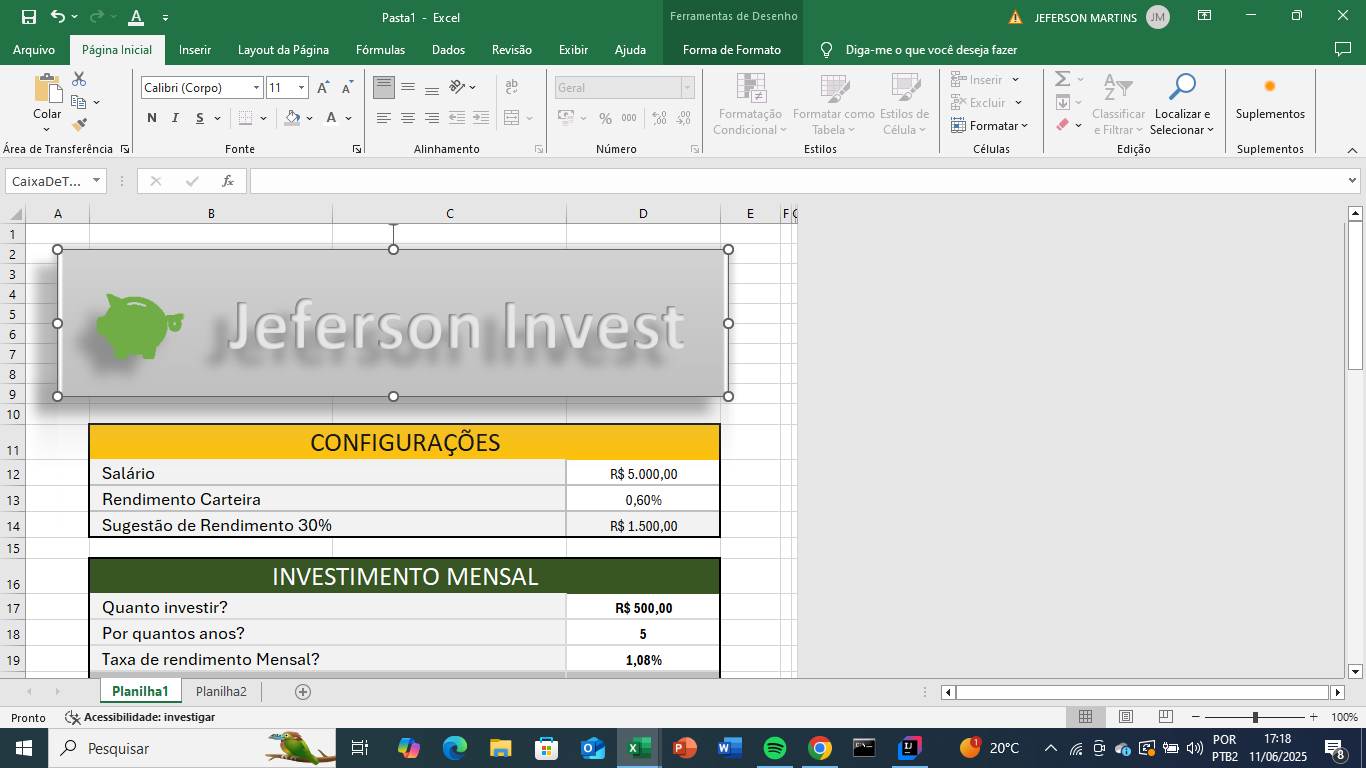 Pasta1 - Excel
Ferramentas de Desenho
JEFERSON MARTINS
JM
Arquivo
Página Inicial
Inserir
Layout da Página
Fórmulas
Dados
Revisão
Exibir
Ajuda
Forma de Formato
Diga-me o que você deseja fazer
Colar
Área de Transferência
Calibri (Corpo)
11
N I S
Fonte
Alinhamento
Geral
% 000
Número
Formatação Condicional
Formatar como Tabela
Estilos de Célula
Estilos
Inserir
Excluir
Formatar
Células
Classificar e Filtrar
Localizar e Selecionar
Edição
Suplementos
Suplementos
CaixaDeT...
fx
A B C D E F
1
2
3
4
5
6
7
8
9
10
Jeferson Invest
11 CONFIGURAÇÕES
12 Salário R$ 5.000,00
13 Rendimento Carteira 0,60%
14 Sugestão de Rendimento 30% R$ 1.500,00
15
16 INVESTIMENTO MENSAL
17 Quanto investir? R$ 500,00
18 Por quantos anos? 5
19 Taxa de rendimento Mensal? 1,08%
Planilha1
Planilha2
Pronto
Acessibilidade: investigar
100%
Pesquisar
20°C
POR
PTB2
17:18
11/06/2025
8